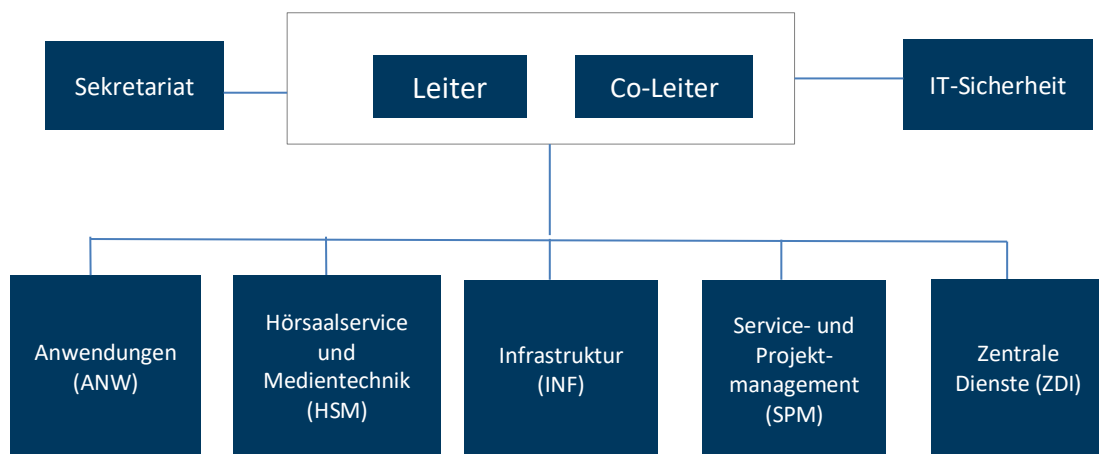 Sekretariat
Leiter
Co-Leiter
IT-Sicherheit
Anwendungen
(ANW)
Hörsaalservice
und
Medientechnik
(HSM)
Infrastruktur
(INF)
Service- und
Projekt-
management
(SPM)
Zentrale
Dienste (ZDI)